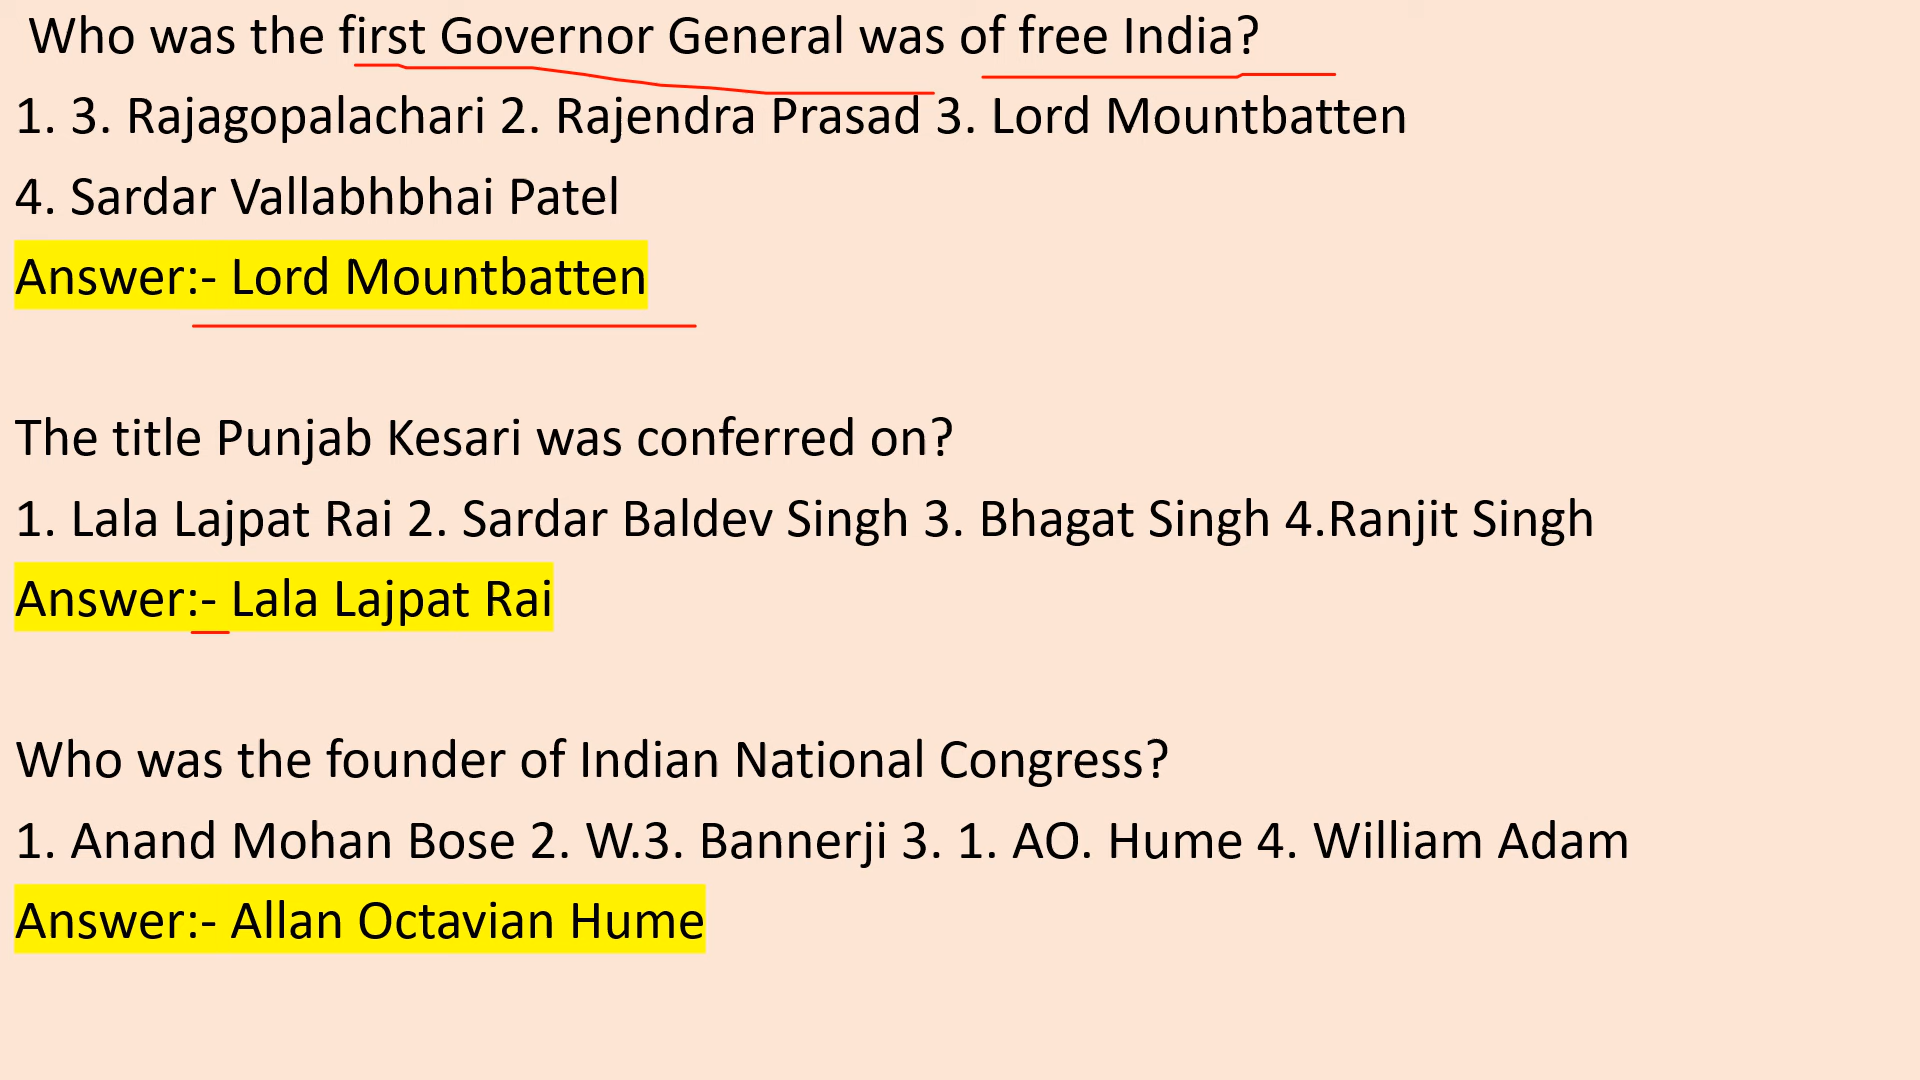 Who was the first Governor General was of free India?
1. 3. Rajagopalachari 2. Rajendra Prasad 3. Lord Mountbatten
4. Sardar Vallabhbhai Patel
Answer:- Lord Mountbatten
The title Punjab Kesari was conferred on?
1. Lala Lajpat Rai 2. Sardar Baldev Singh 3. Bhagat Singh 4.Ranjit Singh
Answer:- Lala Lajpat Rai
Who was the founder of Indian National Congress?
1. Anand Mohan Bose 2. W.3. Bannerji 3. 1. AO. Hume 4. William Adam
Answer:- Allan Octavian Hume